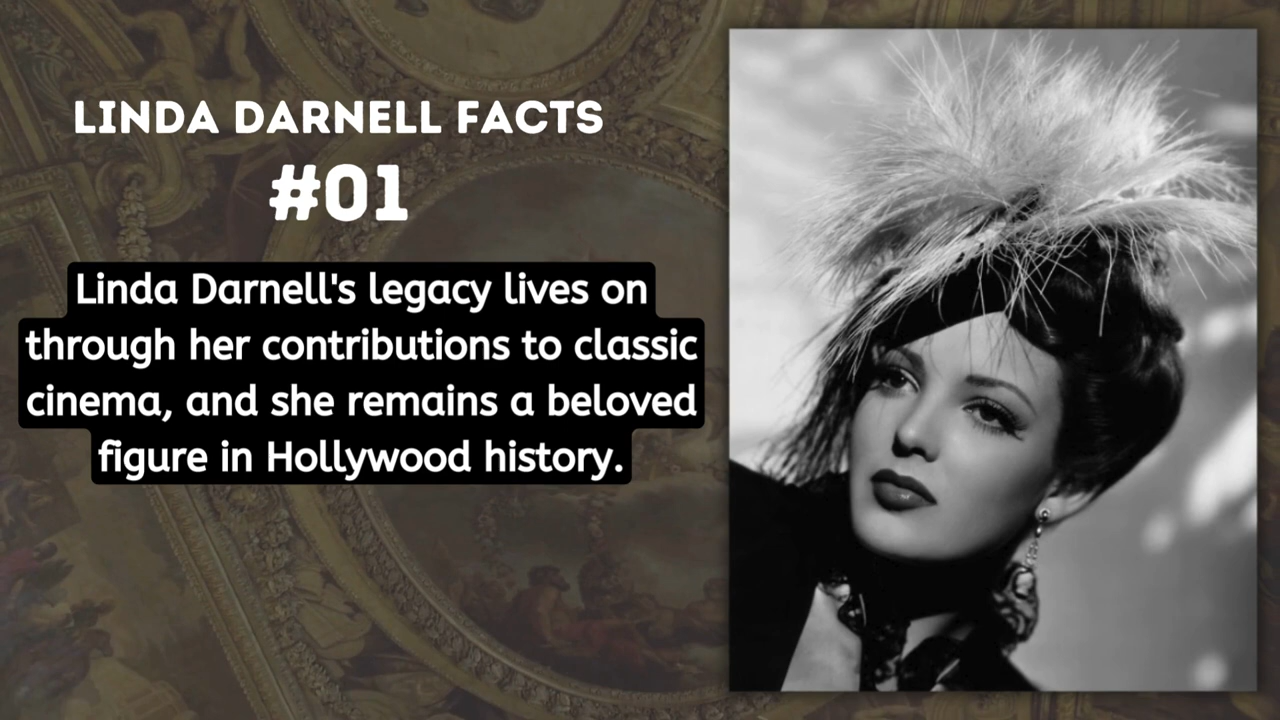 LINDA DARNELL FACTS
#01
Linda Darnell's legacy lives on
through her contributions to classic
cinema, and she remains a beloved
figure in Hollywood history.